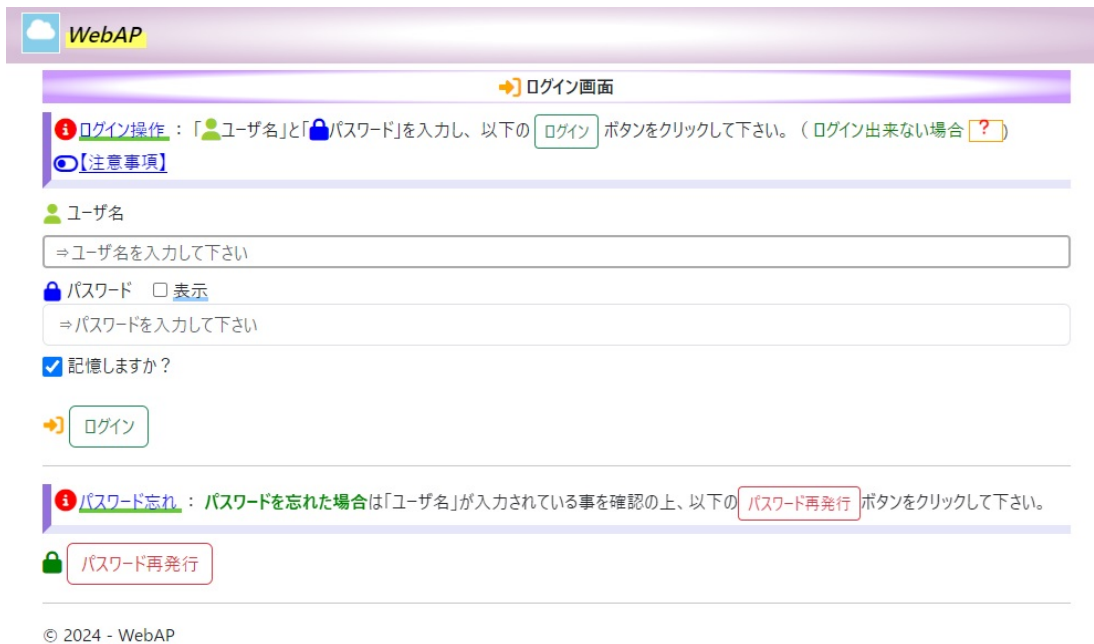 WebAP
ログイン画面
ログイン操作 : 「ユーザ名」と「パスワード」を入力し、以下の ログイン ボタンをクリックして下さい。 ( ログイン出来ない場合 ? )
【注意事項】
ユーザ名
⇒ユーザ名を入力して下さい
パスワード 表示
⇒パスワードを入力して下さい
記憶しますか？
ログイン
パスワード忘れ : パスワードを忘れた場合は「ユーザ名」が入力されている事を確認の上、以下の パスワード再発行 ボタンをクリックして下さい。
パスワード再発行
© 2024 - WebAP